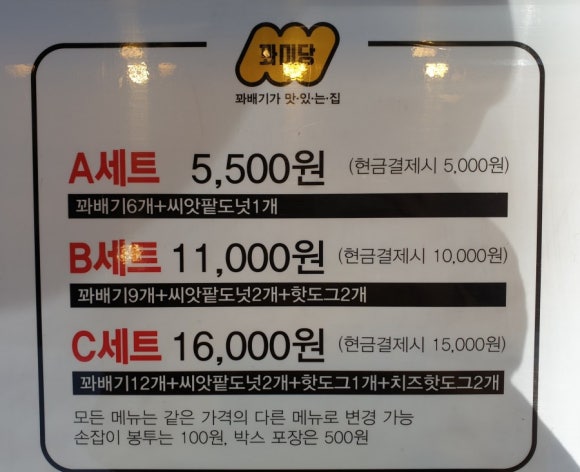 꽈미당
꽈배기가 맛·있·는·집
A세트 5,500원 (현금결제시 5,000원)
꽈배기6개+씨앗팥도넛1개
B세트 11,000원 (현금결제시 10,000원)
꽈배기9개+씨앗팥도넛2개+핫도그2개
C세트 16,000원 (현금결제시 15,000원)
꽈배기12개+씨앗팥도넛2개+핫도그1개+치즈핫도그2개
모든 메뉴는 같은 가격의 다른 메뉴로 변경 가능
손잡이 봉투는 100원, 박스 포장은 500원